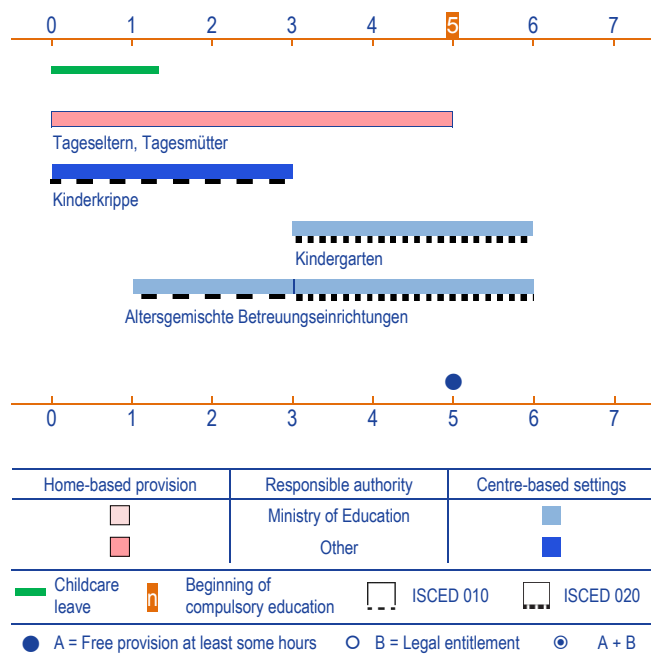 0 1 2 3 4 5 6 7
Tageseltern, Tagesmütter
Kinderkrippe
Kindergarten
Altersgemischte Betreuungseinrichtungen
0 1 2 3 4 5 6 7
Home-based provision Responsible authority Centre-based settings
Ministry of Education
Other
Childcare leave n Beginning of compulsory education ISCED 010 ISCED 020
A = Free provision at least some hours B = Legal entitlement A + B